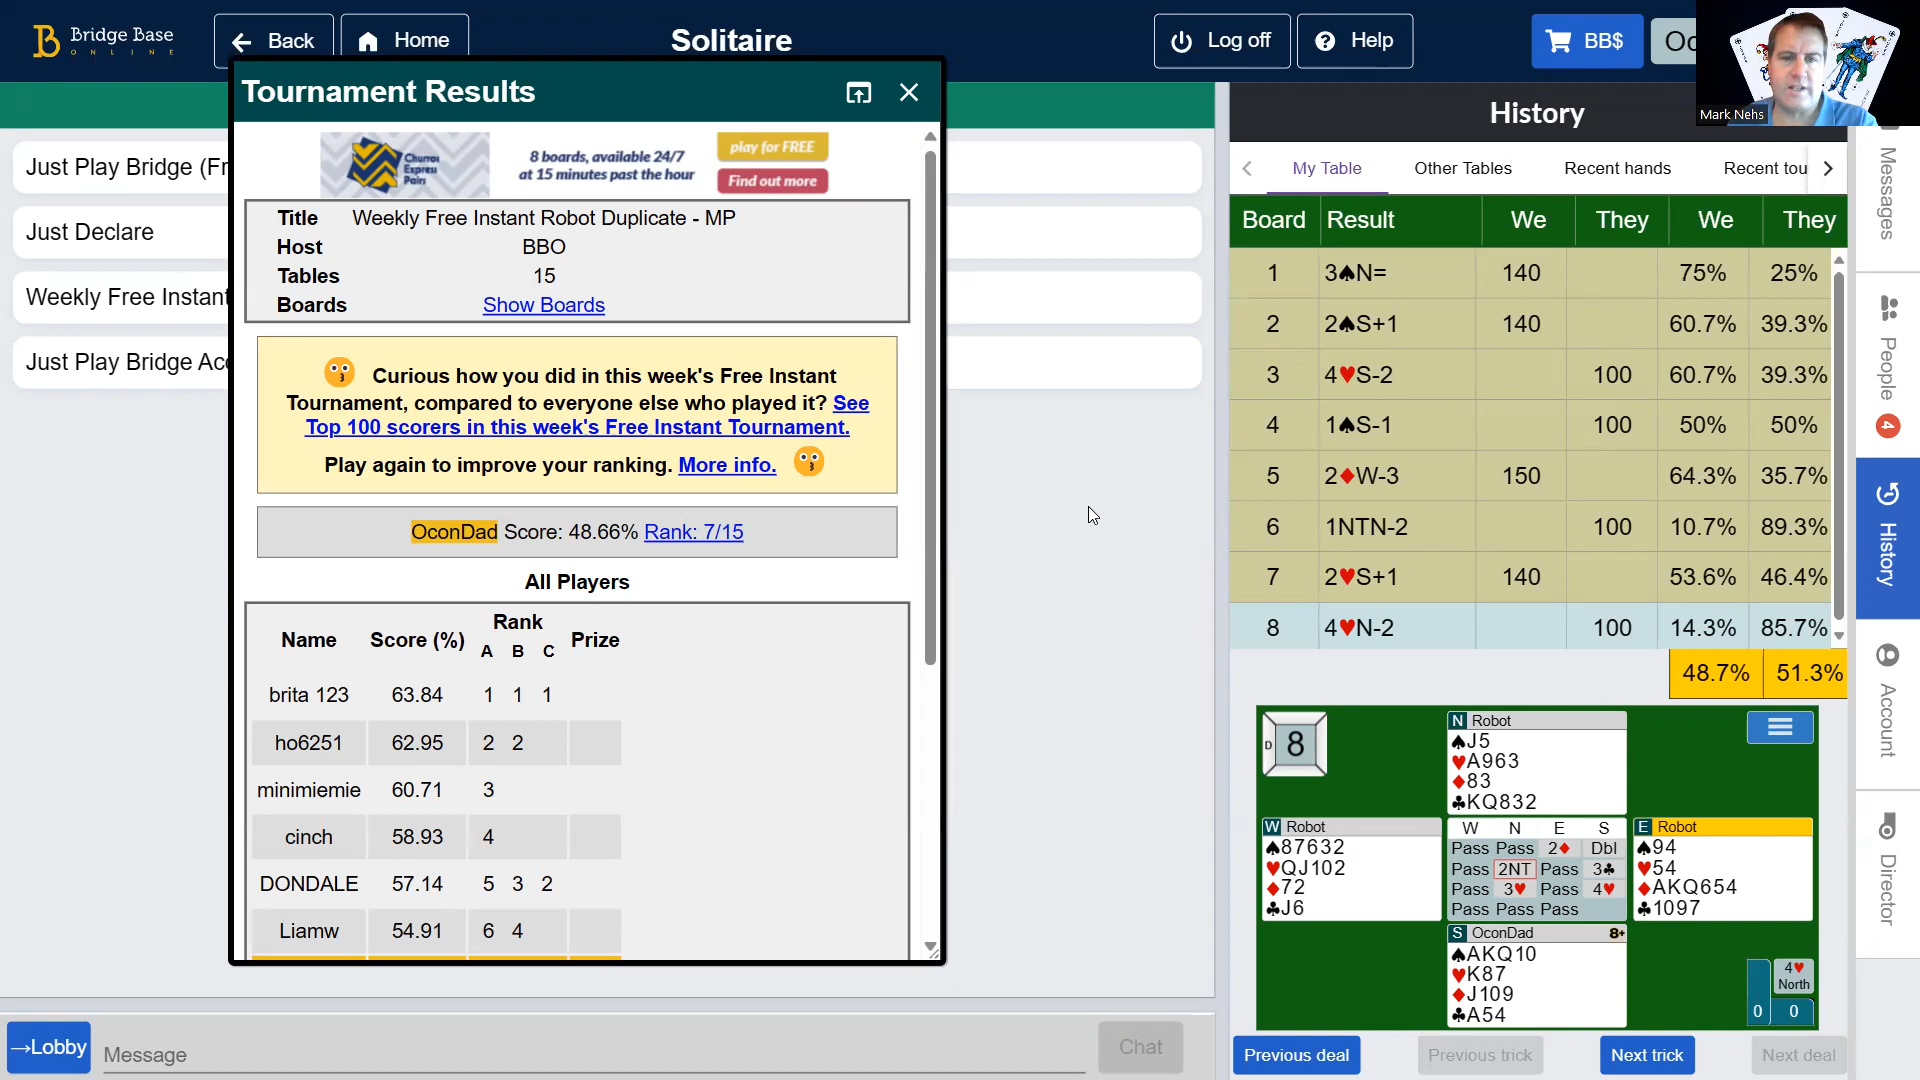 Bridge Base
ONLINE
Back
Home
Solitaire
Log off
Help
BB$
Oc
Mark Nehs
Tournament Results
Just Play Bridge (Fr
Just Declare
Weekly Free Instant
Just Play Bridge Acc
Churros
Express
Pairs
8 boards, available 24/7
at 15 minutes past the hour
play for FREE
Find out more
Title Weekly Free Instant Robot Duplicate - MP
Host BBO
Tables 15
Boards Show Boards
Curious how you did in this week's Free Instant
Tournament, compared to everyone else who played it? See
Top 100 scorers in this week's Free Instant Tournament.
Play again to improve your ranking. More info.
OconDad Score: 48.66% Rank: 7/15
All Players
Name Score (%) Rank Prize
A B C
brita 123 63.84 1 1 1
ho6251 62.95 2 2
minimiemie 60.71 3
cinch 58.93 4
DONDALE 57.14 5 3 2
Liamw 54.91 6 4
→Lobby
Message
Chat
History
My Table Other Tables Recent hands Recent tou
Board Result We They We They
1 3♠N= 140 75% 25%
2 2♠S+1 140 60.7% 39.3%
3 4♥S-2 100 60.7% 39.3%
4 1♠S-1 100 50% 50%
5 2♦W-3 150 64.3% 35.7%
6 1NTN-2 100 10.7% 89.3%
7 2♥S+1 140 53.6% 46.4%
8 4♥N-2 100 14.3% 85.7%
48.7% 51.3%
D 8
N Robot
♠J5
♥A963
♦83
♣KQ832
W Robot
♠87632
♥QJ102
♦72
♣J6
W N E S
Pass Pass 2♦ Dbl
Pass 2NT Pass 3♣
Pass 3♥ Pass 4♥
Pass Pass Pass
E Robot
♠94
♥54
♦AKQ654
♣1097
S OconDad 8+
♠AKQ10
♥K87
♦J109
♣A54
4♥
North
0 0
Previous deal
Previous trick
Next trick
Next deal
Messages
People
4
History
Account
Director